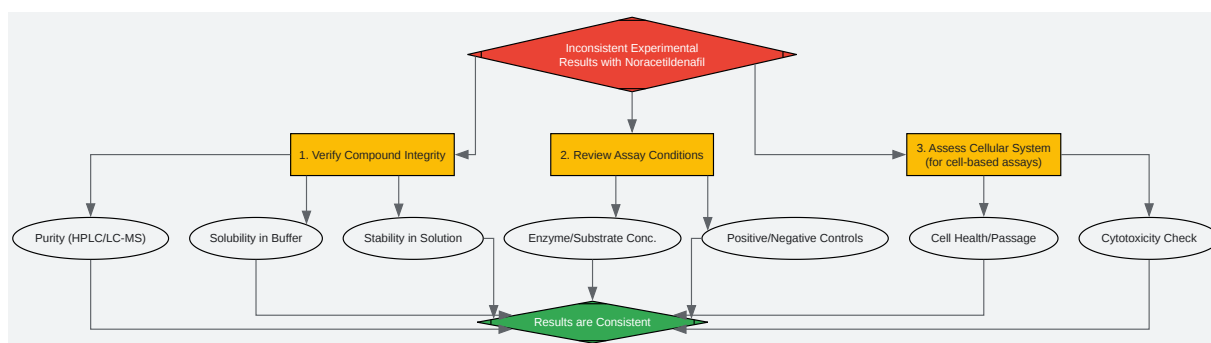 Inconsistent Experimental
Results with Noracetildenafil
1. Verify Compound Integrity
2. Review Assay Conditions
3. Assess Cellular System
(for cell-based assays)
Purity (HPLC/LC-MS)
Solubility in Buffer
Stability in Solution
Enzyme/Substrate Conc.
Positive/Negative Controls
Cell Health/Passage
Cytotoxicity Check
Results are Consistent